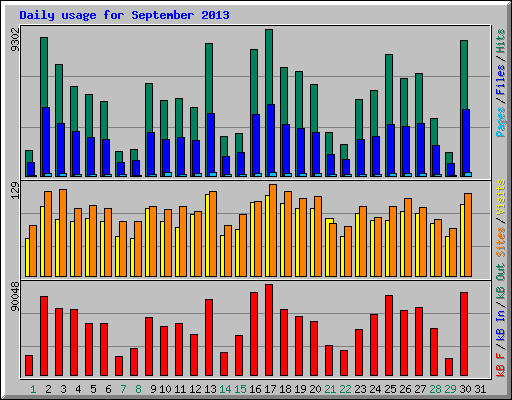 Daily usage for September 2013
9302
Pages / Files / Hits
129
Sites / Visits
90048
kB F / kB In / kB Out
1 2 3 4 5 6 7 8 9 10 11 12 13 14 15 16 17 18 19 20 21 22 23 24 25 26 27 28 29 30 31